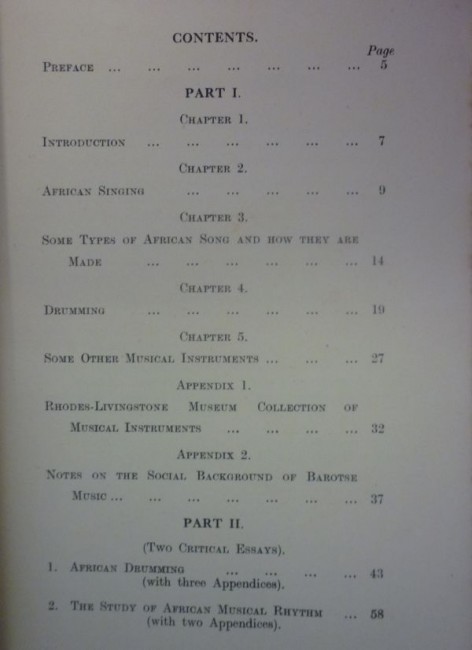 CONTENTS.
Page
PREFACE ... ... ... ... ... ... ... 5
PART I.
CHAPTER 1.
INTRODUCTION ... ... ... ... ... ... 7
CHAPTER 2.
AFRICAN SINGING ... ... ... ... ... 9
CHAPTER 3.
SOME TYPES OF AFRICAN SONG AND HOW THEY ARE
MADE ... ... ... ... ... ... 14
CHAPTER 4.
DRUMMING ... ... ... ... ... ... 19
CHAPTER 5.
SOME OTHER MUSICAL INSTRUMENTS ... ... ... 27
APPENDIX 1.
RHODES-LIVINGSTONE MUSEUM COLLECTION OF
MUSICAL INSTRUMENTS ... ... ... ... 32
APPENDIX 2.
NOTES ON THE SOCIAL BACKGROUND OF BAROTSE
MUSIC ... ... ... ... ... ... ... 37
PART II.
(TWO CRITICAL ESSAYS).
1. AFRICAN DRUMMING ... ... ... ... 43
(with three Appendices).
2. THE STUDY OF AFRICAN MUSICAL RHYTHM ... 58
(with two Appendices).